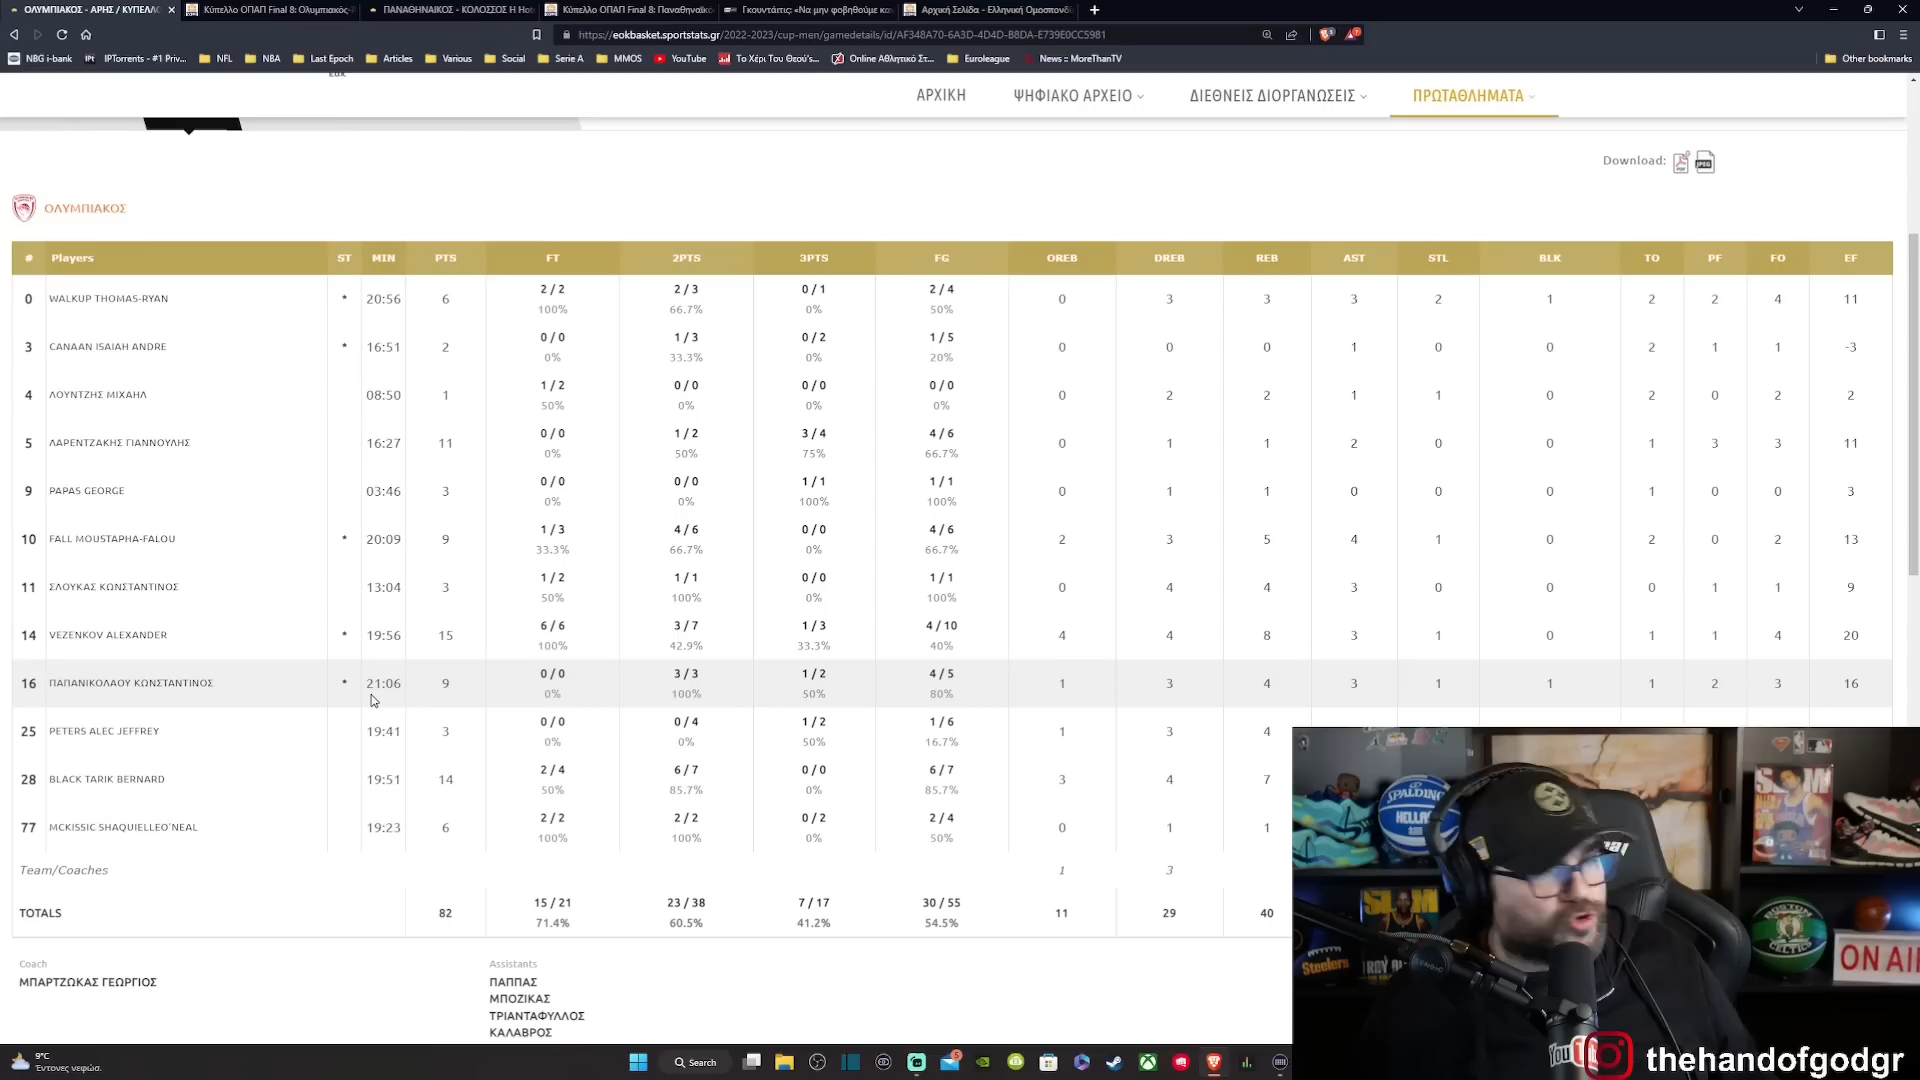 ΟΛΥΜΠΙΑΚΟΣ - ΑΡΗΣ / ΚΥΠΕΛΛΟ
Κύπελλο ΟΠΑΠ Final 8: Ολυμπιακός-
ΠΑΝΑΘΗΝΑΙΚΟΣ - ΚΟΛΟΣΣΟΣ Η Hot
Κύπελλο ΟΠΑΠ Final 8: Παναθηναϊκό
Γκουντάιτις: «Να μην φοβηθούμε κα
Αρχική Σελίδα - Ελληνική Ομοσπονδ
https://eokbasket.sportstats.gr/2022-2023/cup-men/gamedetails/id/AF348A70-6A3D-4D4D-B8DA-E739E0CC5981
NBG i-bank IPTorrents - #1 Priv... NFL NBA Last Epoch Articles Various Social Serie A MMOS YouTube Το Χέρι Του Θεού's... Online Αθλητικό Στ... Euroleague News :: MoreThanTV Other bookmarks
ΑΡΧΙΚΗ ΨΗΦΙΑΚΟ ΑΡΧΕΙΟ ΔΙΕΘΝΕΙΣ ΔΙΟΡΓΑΝΩΣΕΙΣ ΠΡΩΤΑΘΛΗΜΑΤΑ
Download:
ΟΛΥΜΠΙΑΚΟΣ
# Players ST MIN PTS FT 2PTS 3PTS FG OREB DREB REB AST STL BLK TO PF FO EF
0 WALKUP THOMAS-RYAN * 20:56 6 2 / 2 2 / 3 0 / 1 2 / 4 0 3 3 3 2 1 2 2 4 11
100% 66.7% 0% 50%
3 CANAAN ISAIAH ANDRE * 16:51 2 0 / 0 1 / 3 0 / 2 1 / 5 0 0 0 1 0 0 2 1 1 -3
0% 33.3% 0% 20%
4 ΛΟΥΝΤΖΗΣ ΜΙΧΑΗΛ 08:50 1 1 / 2 0 / 0 0 / 0 0 / 0 0 2 2 1 1 0 2 0 2 2
50% 0% 0% 0%
5 ΛΑΡΕΝΤΖΑΚΗΣ ΓΙΑΝΝΟΥΛΗΣ 16:27 11 0 / 0 1 / 2 3 / 4 4 / 6 0 1 1 2 0 0 1 3 3 11
0% 50% 75% 66.7%
9 PAPAS GEORGE 03:46 3 0 / 0 0 / 0 1 / 1 1 / 1 0 1 1 0 0 0 1 0 0 3
0% 0% 100% 100%
10 FALL MOUSTAPHA-FALOU * 20:09 9 1 / 3 4 / 6 0 / 0 4 / 6 2 3 5 4 1 0 2 0 2 13
33.3% 66.7% 0% 66.7%
11 ΣΛΟΥΚΑΣ ΚΩΝΣΤΑΝΤΙΝΟΣ 13:04 3 1 / 2 1 / 1 0 / 0 1 / 1 0 4 4 3 0 0 0 1 1 9
50% 100% 0% 100%
14 VEZENKOV ALEXANDER * 19:56 15 6 / 6 3 / 7 1 / 3 4 / 10 4 4 8 3 1 0 1 1 4 20
100% 42.9% 33.3% 40%
16 ΠΑΠΑΝΙΚΟΛΑΟΥ ΚΩΝΣΤΑΝΤΙΝΟΣ * 21:06 9 0 / 0 3 / 3 1 / 2 4 / 5 1 3 4 3 1 1 1 2 3 16
0% 100% 50% 80%
25 PETERS ALEC JEFFREY 19:41 3 0 / 0 0 / 4 1 / 2 1 / 6 1 3 4
0% 0% 50% 16.7%
28 BLACK TARIK BERNARD 19:51 14 2 / 4 6 / 7 0 / 0 6 / 7 3 4 7
50% 85.7% 0% 85.7%
77 MCKISSIC SHAQUIELLEO'NEAL 19:23 6 2 / 2 2 / 2 0 / 2 2 / 4 0 1 1
100% 100% 0% 50%
Team/Coaches 1 3
TOTALS 82 15 / 21 23 / 38 7 / 17 30 / 55 11 29 40
71.4% 60.5% 41.2% 54.5%
Coach
ΜΠΑΡΤΖΩΚΑΣ ΓΕΩΡΓΙΟΣ
Assistants
ΠΑΠΠΑΣ
ΜΠΟΖΙΚΑΣ
ΤΡΙΑΝΤΑΦΥΛΛΟΣ
ΚΑΛΑΒΡΟΣ
SPALDING
HELLAS
SLAM
SLAM
Steelers
BOSTON
CELTICS
ON AI
thehandofgodgr
9°C
Έντονες νεφώσ.
Search